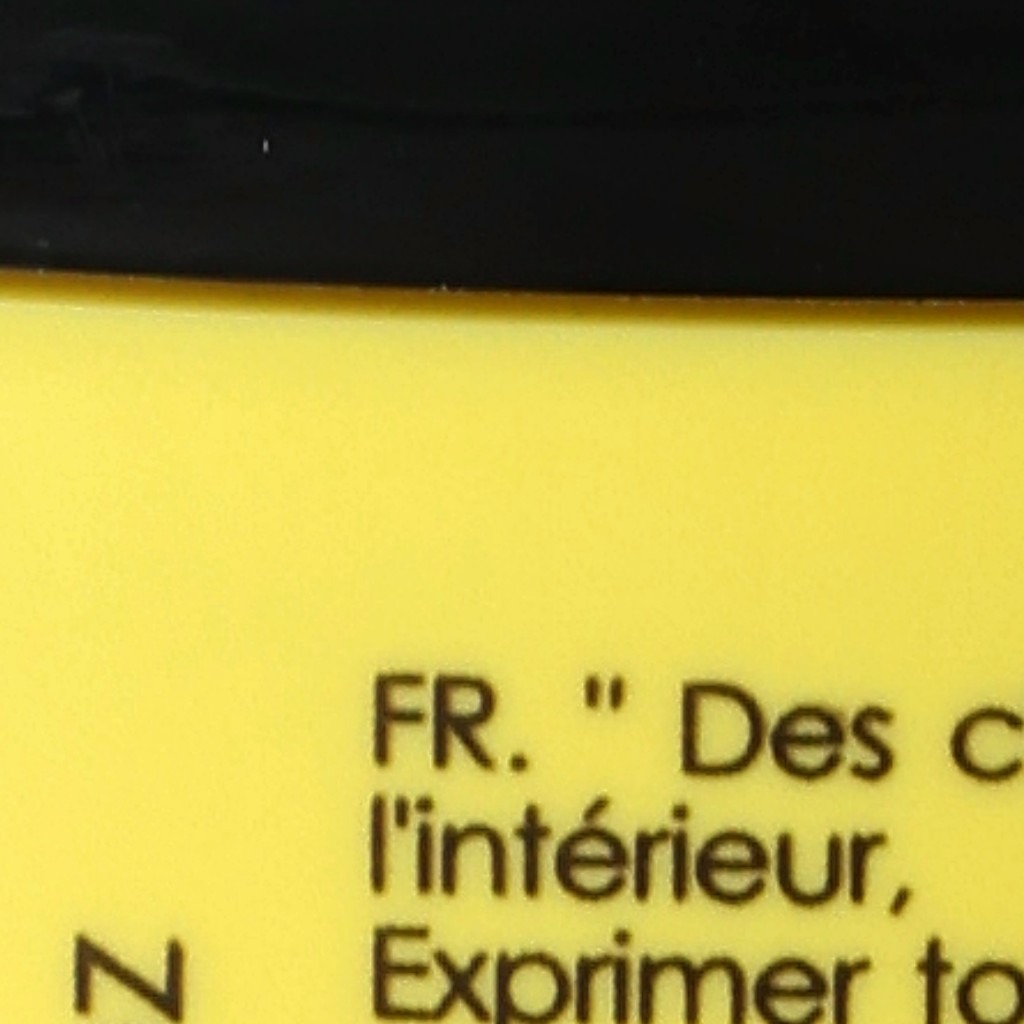 FR. " Des
l'intérieur,
Exprimer